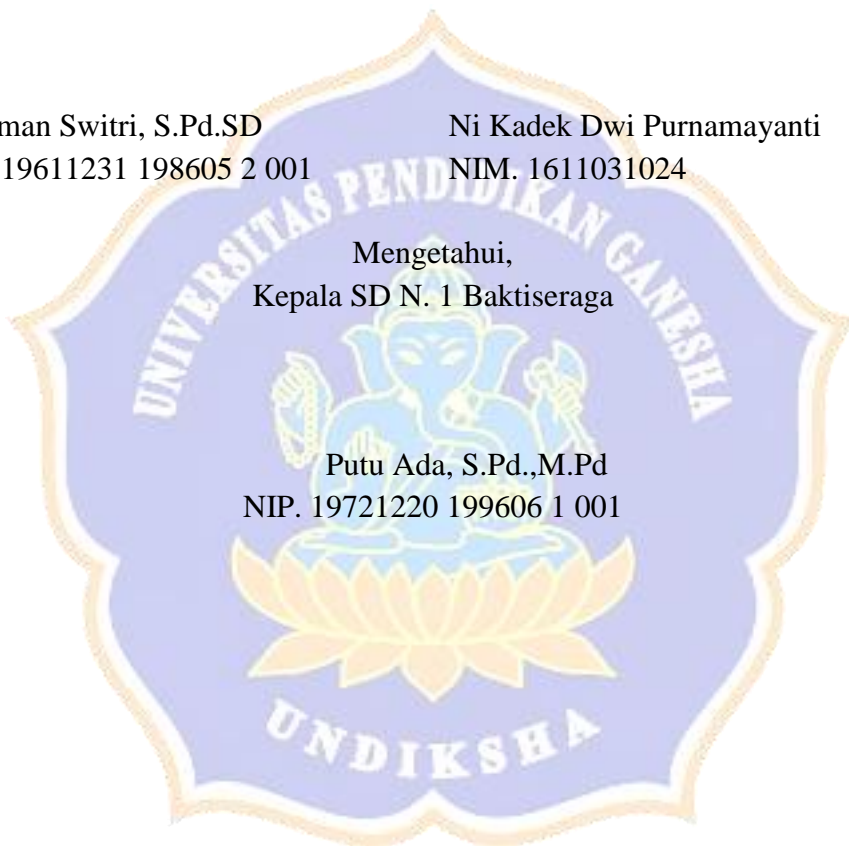 man Switri, S.Pd.SD
19611231 198605 2 001
Ni Kadek Dwi Purnamayanti
NIM. 1611031024
Mengetahui,
Kepala SD N. 1 Baktiseraga
Putu Ada, S.Pd.,M.Pd
NIP. 19721220 199606 1 001
UNIVERSITAS PENDIDIKAN GANESHA
UNDIKSHA